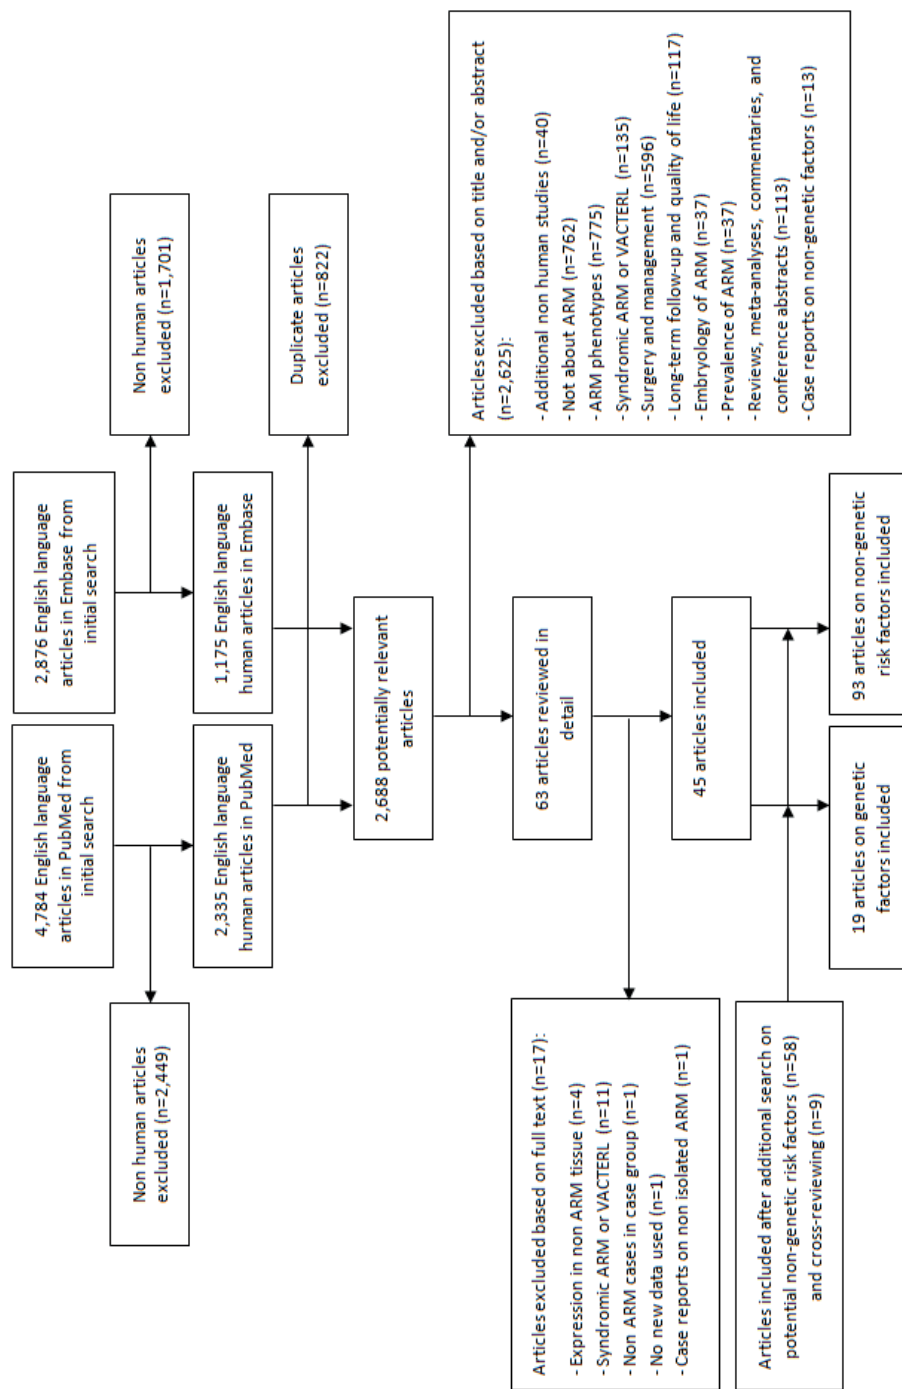 4,784 English language
articles in PubMed from
initial search
2,876 English language
articles in Embase from
initial search
Non human articles
excluded (n=2,449)
Non human articles
excluded (n=1,701)
2,335 English language
human articles in PubMed
1,175 English language
human articles in Embase
Duplicate articles
excluded (n=822)
2,688 potentially relevant
articles
Articles excluded based on title and/or abstract
(n=2,625):
- Additional non human studies (n=40)
- Not about ARM (n=762)
- ARM phenotypes (n=775)
- Syndromic ARM or VACTERL (n=135)
- Surgery and management (n=596)
- Long-term follow-up and quality of life (n=117)
- Embryology of ARM (n=37)
- Prevalence of ARM (n=37)
- Reviews, meta-analyses, commentaries, and
conference abstracts (n=113)
- Case reports on non-genetic factors (n=13)
63 articles reviewed in
detail
Articles excluded based on full text (n=17):
- Expression in non ARM tissue (n=4)
- Syndromic ARM or VACTERL (n=11)
- Non ARM cases in case group (n=1)
- No new data used (n=1)
- Case reports on non isolated ARM (n=1)
45 articles included
Articles included after additional search on
potential non-genetic risk factors (n=58)
and cross-reviewing (n=9)
19 articles on genetic
factors included
93 articles on non-genetic
risk factors included